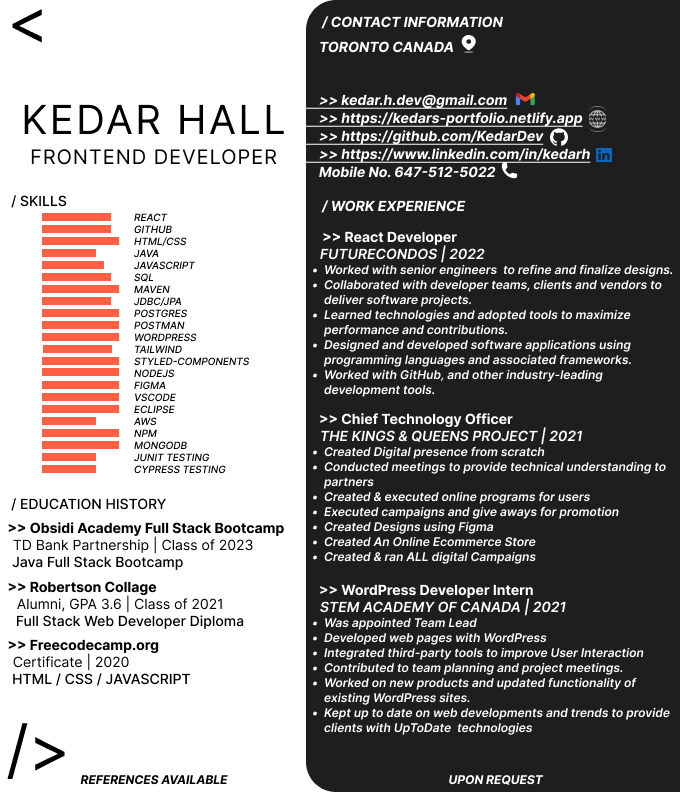 <
KEDAR HALL
FRONTEND DEVELOPER
/ SKILLS
REACT
GITHUB
HTML/CSS
JAVA
JAVASCRIPT
SQL
MAVEN
JDBC/JPA
POSTGRES
POSTMAN
WORDPRESS
TAILWIND
STYLED-COMPONENTS
NODEJS
FIGMA
VSCODE
ECLIPSE
AWS
NPM
MONGODB
JUNIT TESTING
CYPRESS TESTING
/ EDUCATION HISTORY
>> Obsidi Academy Full Stack Bootcamp
TD Bank Partnership | Class of 2023
Java Full Stack Bootcamp
>> Robertson Collage
Alumni, GPA 3.6 | Class of 2021
Full Stack Web Developer Diploma
>> Freecodecamp.org
Certificate | 2020
HTML / CSS / JAVASCRIPT
/>
REFERENCES AVAILABLE
/ CONTACT INFORMATION
TORONTO CANADA
>> kedar.h.dev@gmail.com
>> https://kedars-portfolio.netlify.app
>> https://github.com/KedarDev
>> https://www.linkedin.com/in/kedarh
Mobile No. 647-512-5022
/ WORK EXPERIENCE
>> React Developer
FUTURECONDOS | 2022
• Worked with senior engineers to refine and finalize designs.
• Collaborated with developer teams, clients and vendors to
deliver software projects.
• Learned technologies and adopted tools to maximize
performance and contributions.
• Designed and developed software applications using
programming languages and associated frameworks.
• Worked with GitHub, and other industry-leading
development tools.
>> Chief Technology Officer
THE KINGS & QUEENS PROJECT | 2021
• Created Digital presence from scratch
• Conducted meetings to provide technical understanding to
partners
• Created & executed online programs for users
• Executed campaigns and give aways for promotion
• Created Designs using Figma
• Created An Online Ecommerce Store
• Created & ran ALL digital Campaigns
>> WordPress Developer Intern
STEM ACADEMY OF CANADA | 2021
• Was appointed Team Lead
• Developed web pages with WordPress
• Integrated third-party tools to improve User Interaction
• Contributed to team planning and project meetings.
• Worked on new products and updated functionality of
existing WordPress sites.
• Kept up to date on web developments and trends to provide
clients with UpToDate technologies
UPON REQUEST